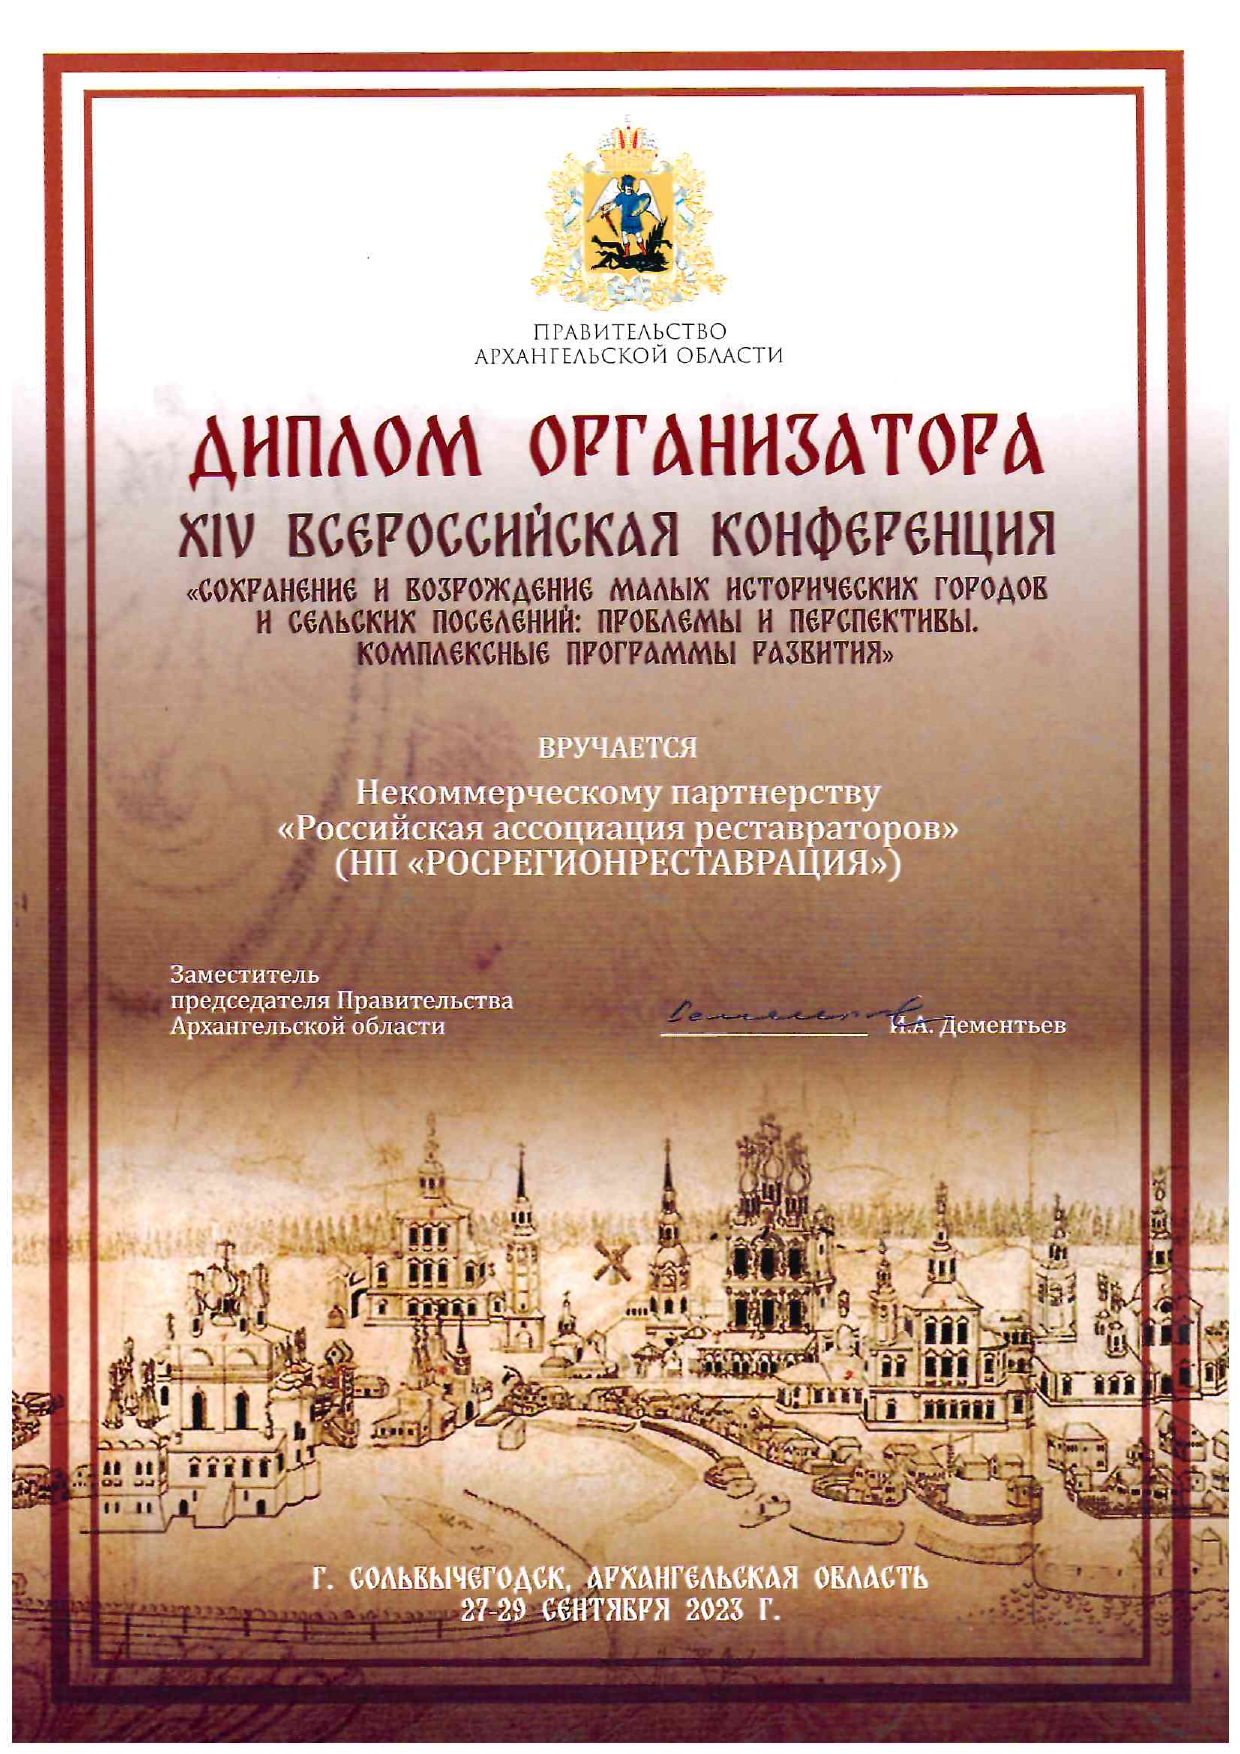 ПРАВИТЕЛЬСТВО
АРХАНГЕЛЬСКОЙ ОБЛАСТИ
ДИПЛОМ ОРГАНИЗАТОРА
XIV ВСЕРОССИЙСКАЯ КОНФЕРЕНЦИЯ
«СОХРАНЕНИЕ И ВОЗРОЖДЕНИЕ МАЛЫХ ИСТОРИЧЕСКИХ ГОРОДОВ
И СЕЛЬСКИХ ПОСЕЛЕНИЙ: ПРОБЛЕМЫ И ПЕРСПЕКТИВЫ.
КОМПЛЕКСНЫЕ ПРОГРАММЫ РАЗВИТИЯ»
ВРУЧАЕТСЯ
Некоммерческому партнерству
«Российская ассоциация реставраторов»
(НП «РОСРЕГИОНРЕСТАВРАЦИЯ»)
Заместитель
председателя Правительства
Архангельской области
И.А. Дементьев
Г. СОЛЬВЫЧЕГОДСК, АРХАНГЕЛЬСКАЯ ОБЛАСТЬ
27-29 СЕНТЯБРЯ 2023 Г.